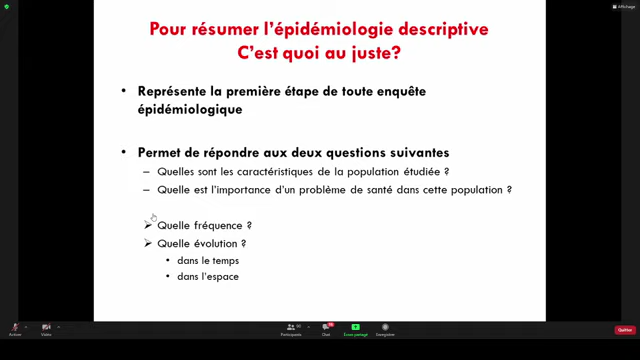 Affichage
Pour résumer l'épidémiologie descriptive
C'est quoi au juste?
• Représente la première étape de toute enquête
épidémiologique
• Permet de répondre aux deux questions suivantes
– Quelles sont les caractéristiques de la population étudiée ?
– Quelle est l'importance d'un problème de santé dans cette population ?
➢ Quelle fréquence ?
➢ Quelle évolution ?
• dans le temps
• dans l'espace
Activer
Vidéo
Participants
Chat
Écran partagé
Enregistrer
Quitter